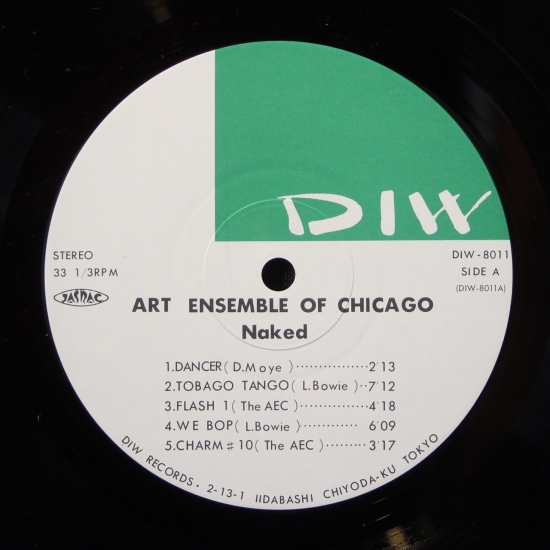 DIW
STEREO
33 1/3RPM
JASRAC
DIW-8011
SIDE A
(DIW-8011A)
ART ENSEMBLE OF CHICAGO
Naked
1.DANCER(D.Moye)···············2'13
2.TOBAGO TANGO(L.Bowie)··7'12
3.FLASH 1(The AEC)··············4'18
4.WE BOP(L.Bowie)············· 6'09
5.CHARM♯10(The AEC)·········3'17
DIW RECORDS· 2-13-1 IIDABASHI CHIYODA-KU TOKYO